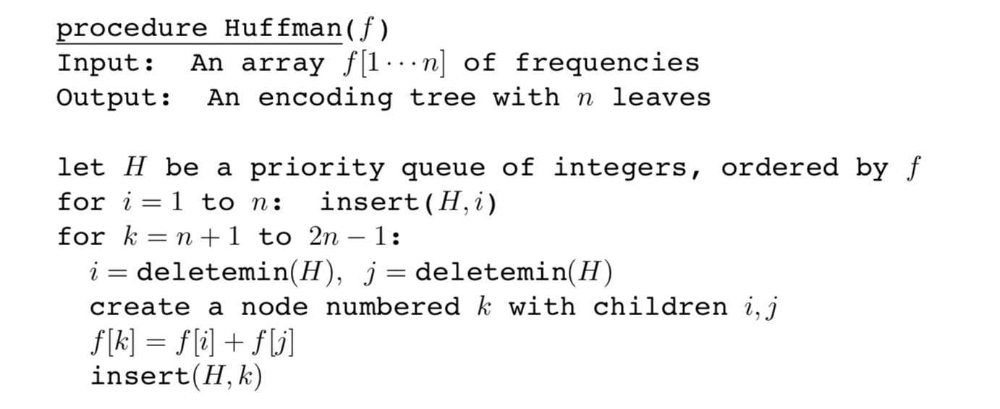 procedure Huffman(f)
Input: An array f[1···n] of frequencies
Output: An encoding tree with n leaves
let H be a priority queue of integers, ordered by f
for i = 1 to n: insert(H, i)
for k = n + 1 to 2n − 1:
i = deletemin(H), j = deletemin(H)
create a node numbered k with children i, j
f[k] = f[i] + f[j]
insert(H, k)